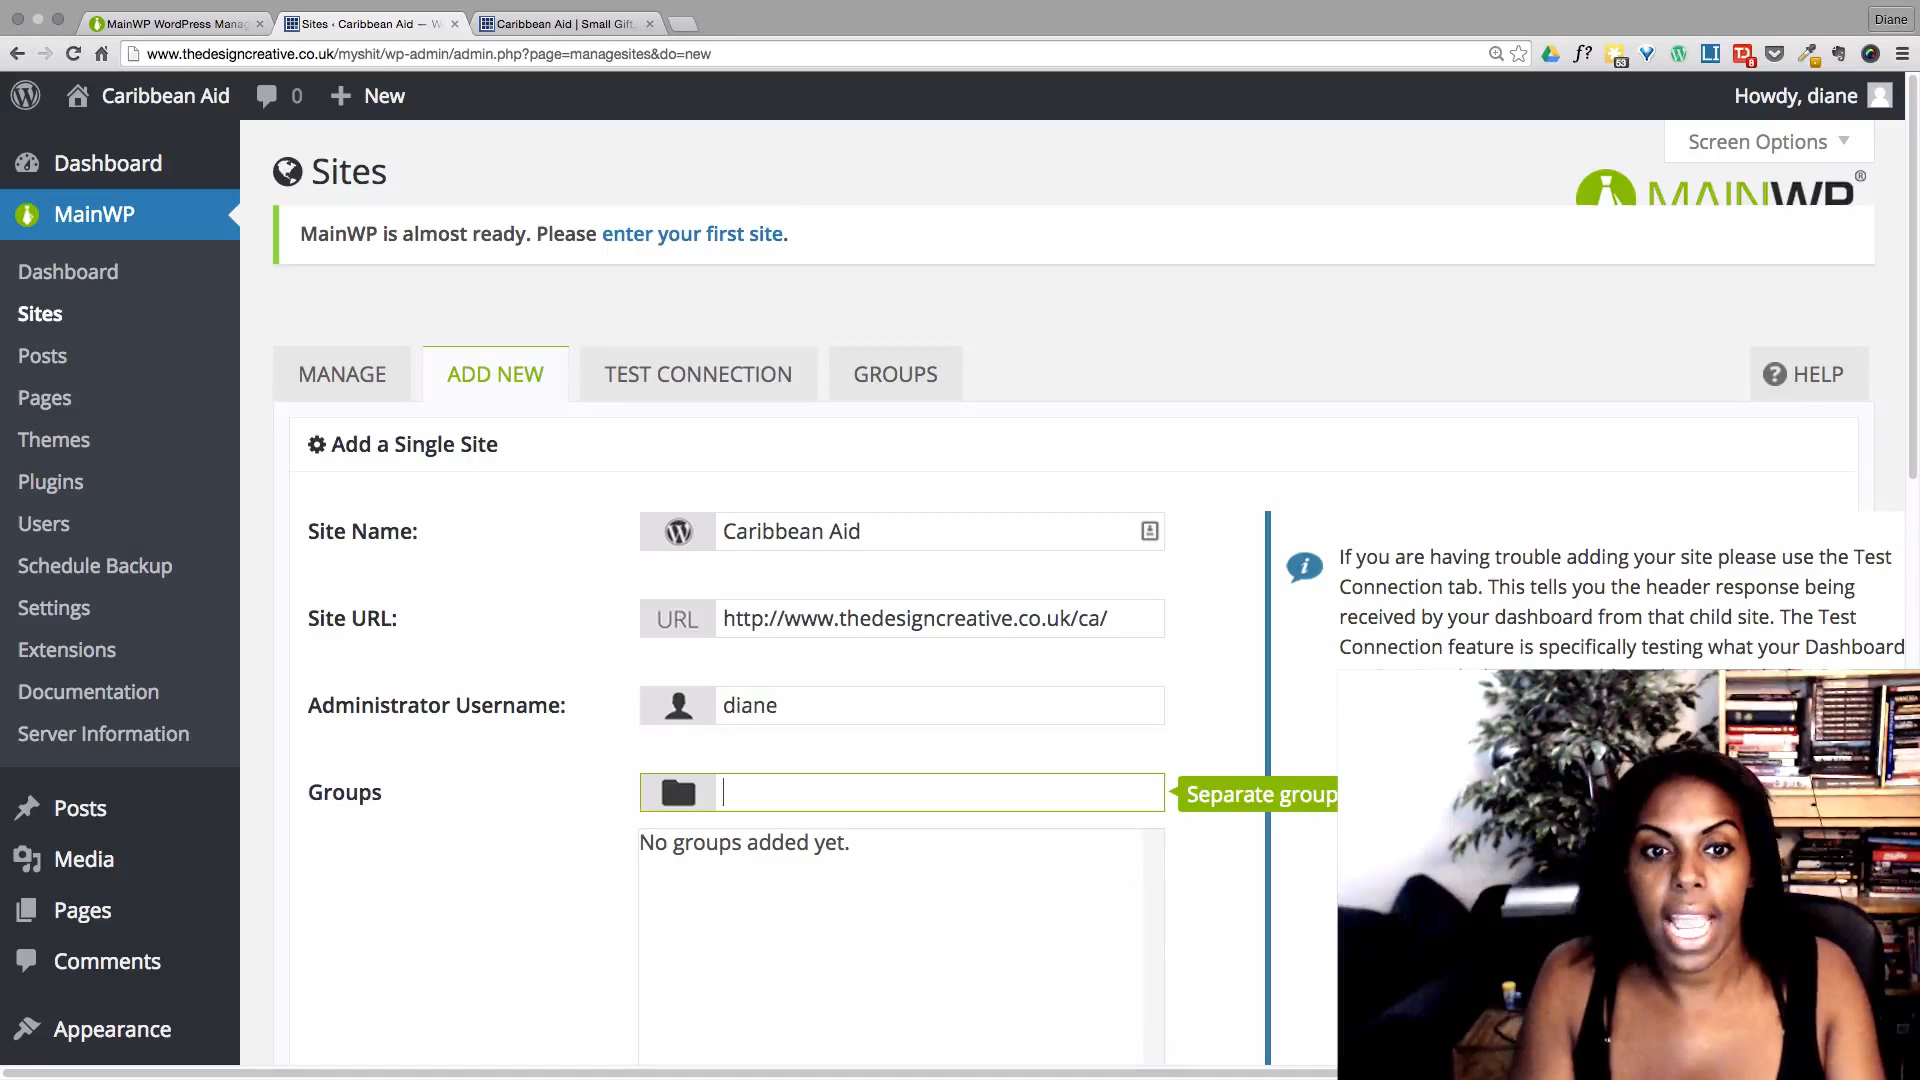 MainWP WordPress Manag
Sites ‹ Caribbean Aid — W
Caribbean Aid | Small Gift,
Diane
www.thedesigncreative.co.uk/myshit/wp-admin/admin.php?page=managesites&do=new
f?
53
LI
8
Caribbean Aid
0
New
Howdy, diane
Screen Options
Dashboard
MainWP
Dashboard
Sites
Posts
Pages
Themes
Plugins
Users
Schedule Backup
Settings
Extensions
Documentation
Server Information
Posts
Media
Pages
Comments
Appearance
Sites
MAINWP®
MainWP is almost ready. Please enter your first site.
MANAGE
ADD NEW
TEST CONNECTION
GROUPS
HELP
Add a Single Site
Site Name:
Caribbean Aid
Site URL:
URL
http://www.thedesigncreative.co.uk/ca/
Administrator Username:
diane
Groups
Separate group
No groups added yet.
If you are having trouble adding your site please use the Test
Connection tab. This tells you the header response being
received by your dashboard from that child site. The Test
Connection feature is specifically testing what your Dashboard